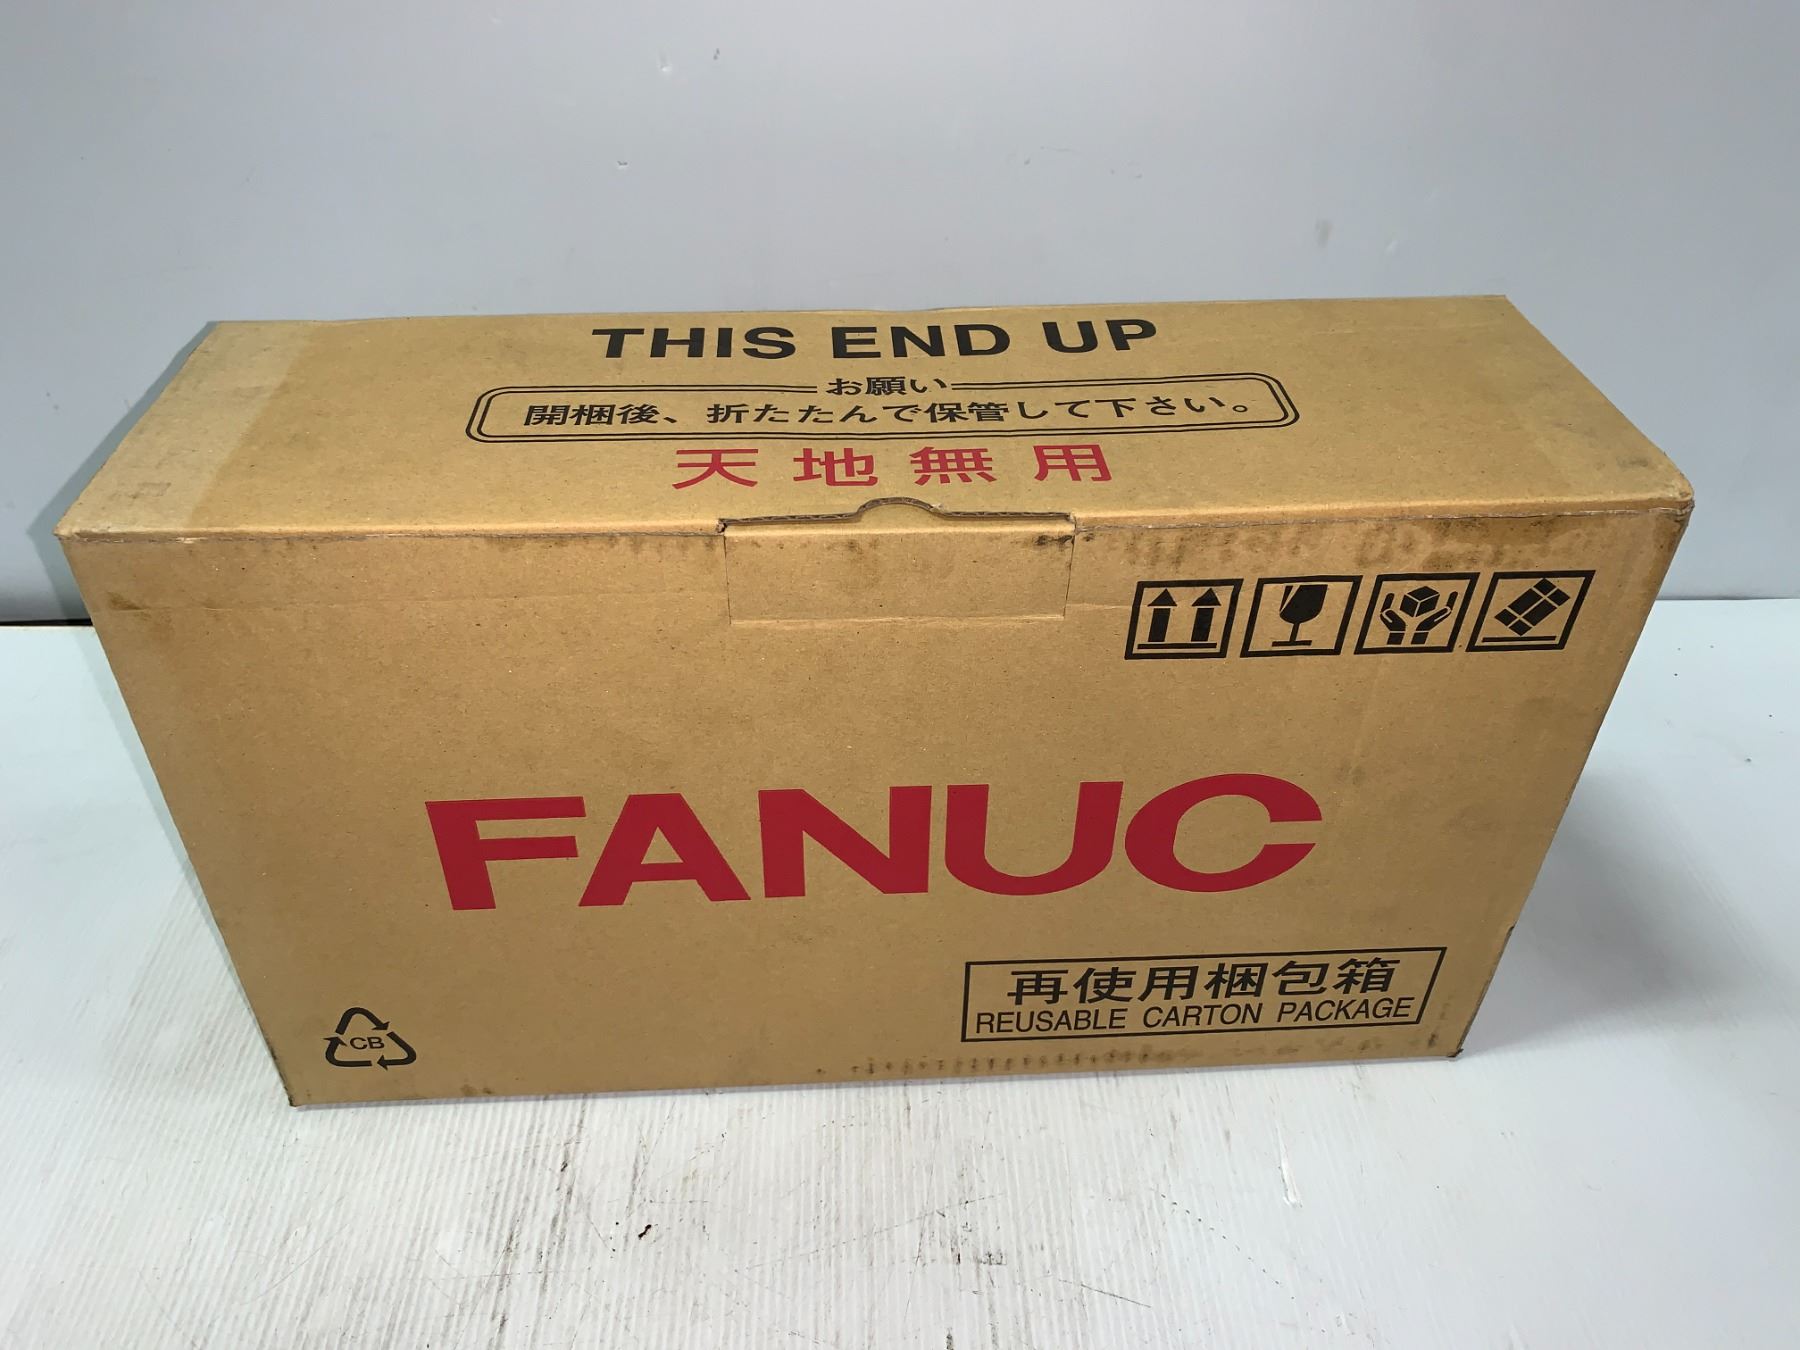 THIS END UP
お願い
開梱後、折たたんで保管して下さい。
天地無用
FANUC
再使用梱包箱
REUSABLE CARTON PACKAGE
CB